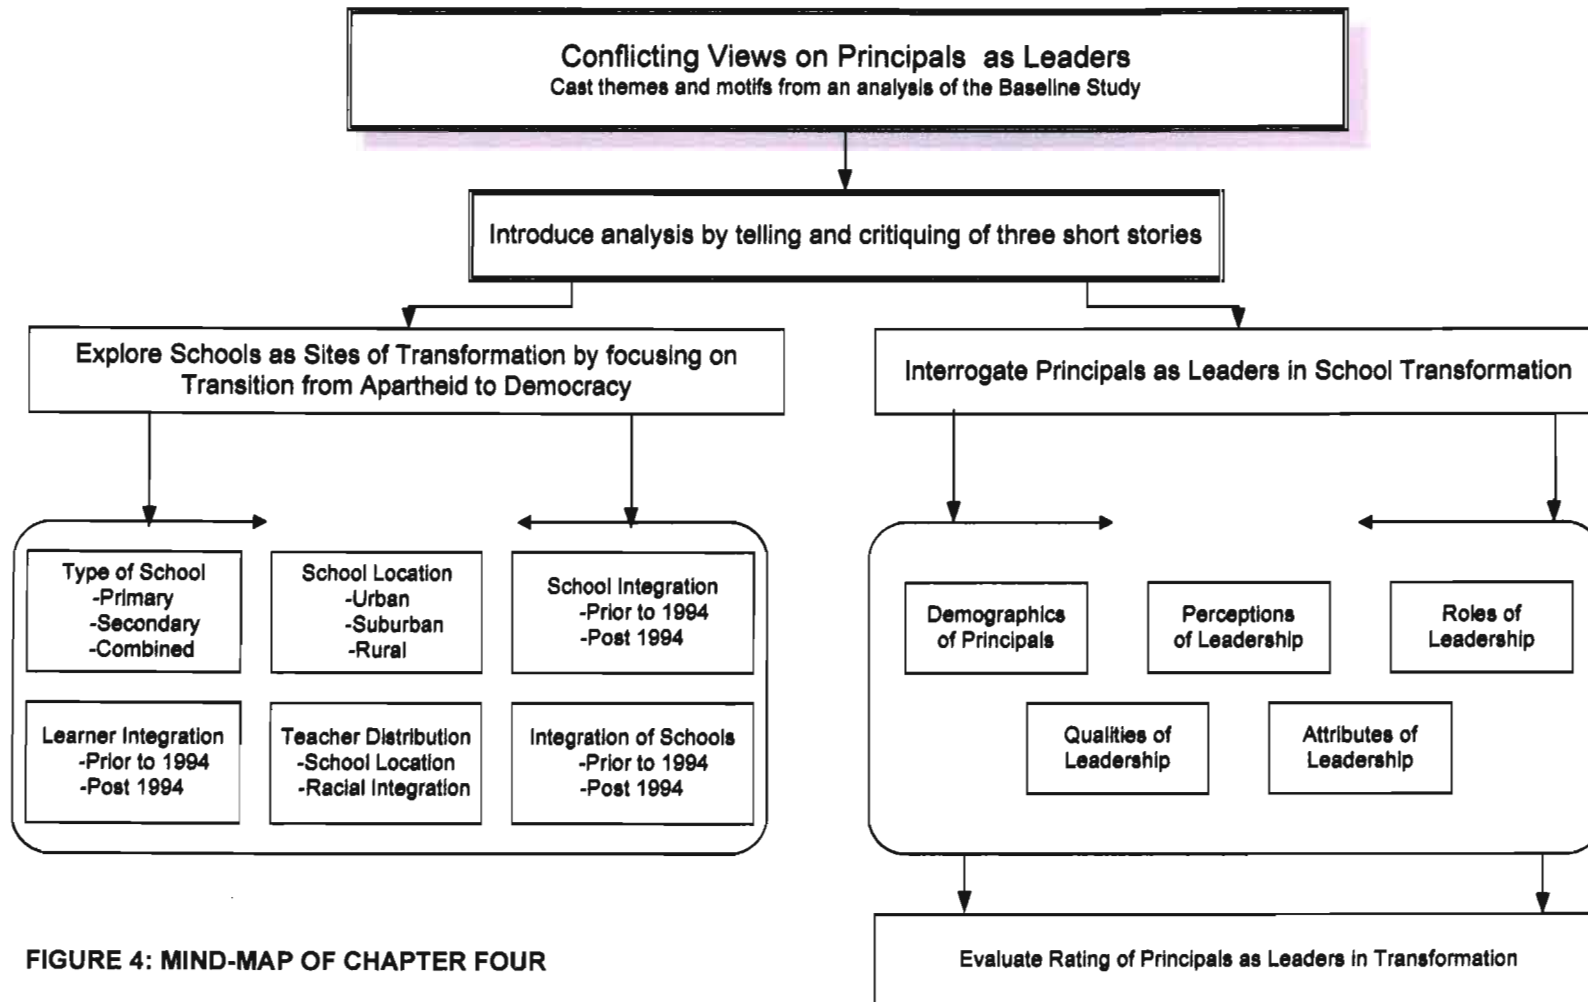 Conflicting Views on Principals as Leaders
Cast themes and motifs from an analysis of the Baseline Study
Introduce analysis by telling and critiquing of three short stories
Explore Schools as Sites of Transformation by focusing on
Transition from Apartheid to Democracy
Interrogate Principals as Leaders in School Transformation
Type of School
-Primary
-Secondary
-Combined
School Location
-Urban
-Suburban
-Rural
School Integration
-Prior to 1994
-Post 1994
Learner Integration
-Prior to 1994
-Post 1994
Teacher Distribution
-School Location
-Racial Integration
Integration of Schools
-Prior to 1994
-Post 1994
Demographics
of Principals
Perceptions
of Leadership
Roles of
Leadership
Qualities of
Leadership
Attributes of
Leadership
Evaluate Rating of Principals as Leaders in Transformation
FIGURE 4: MIND-MAP OF CHAPTER FOUR